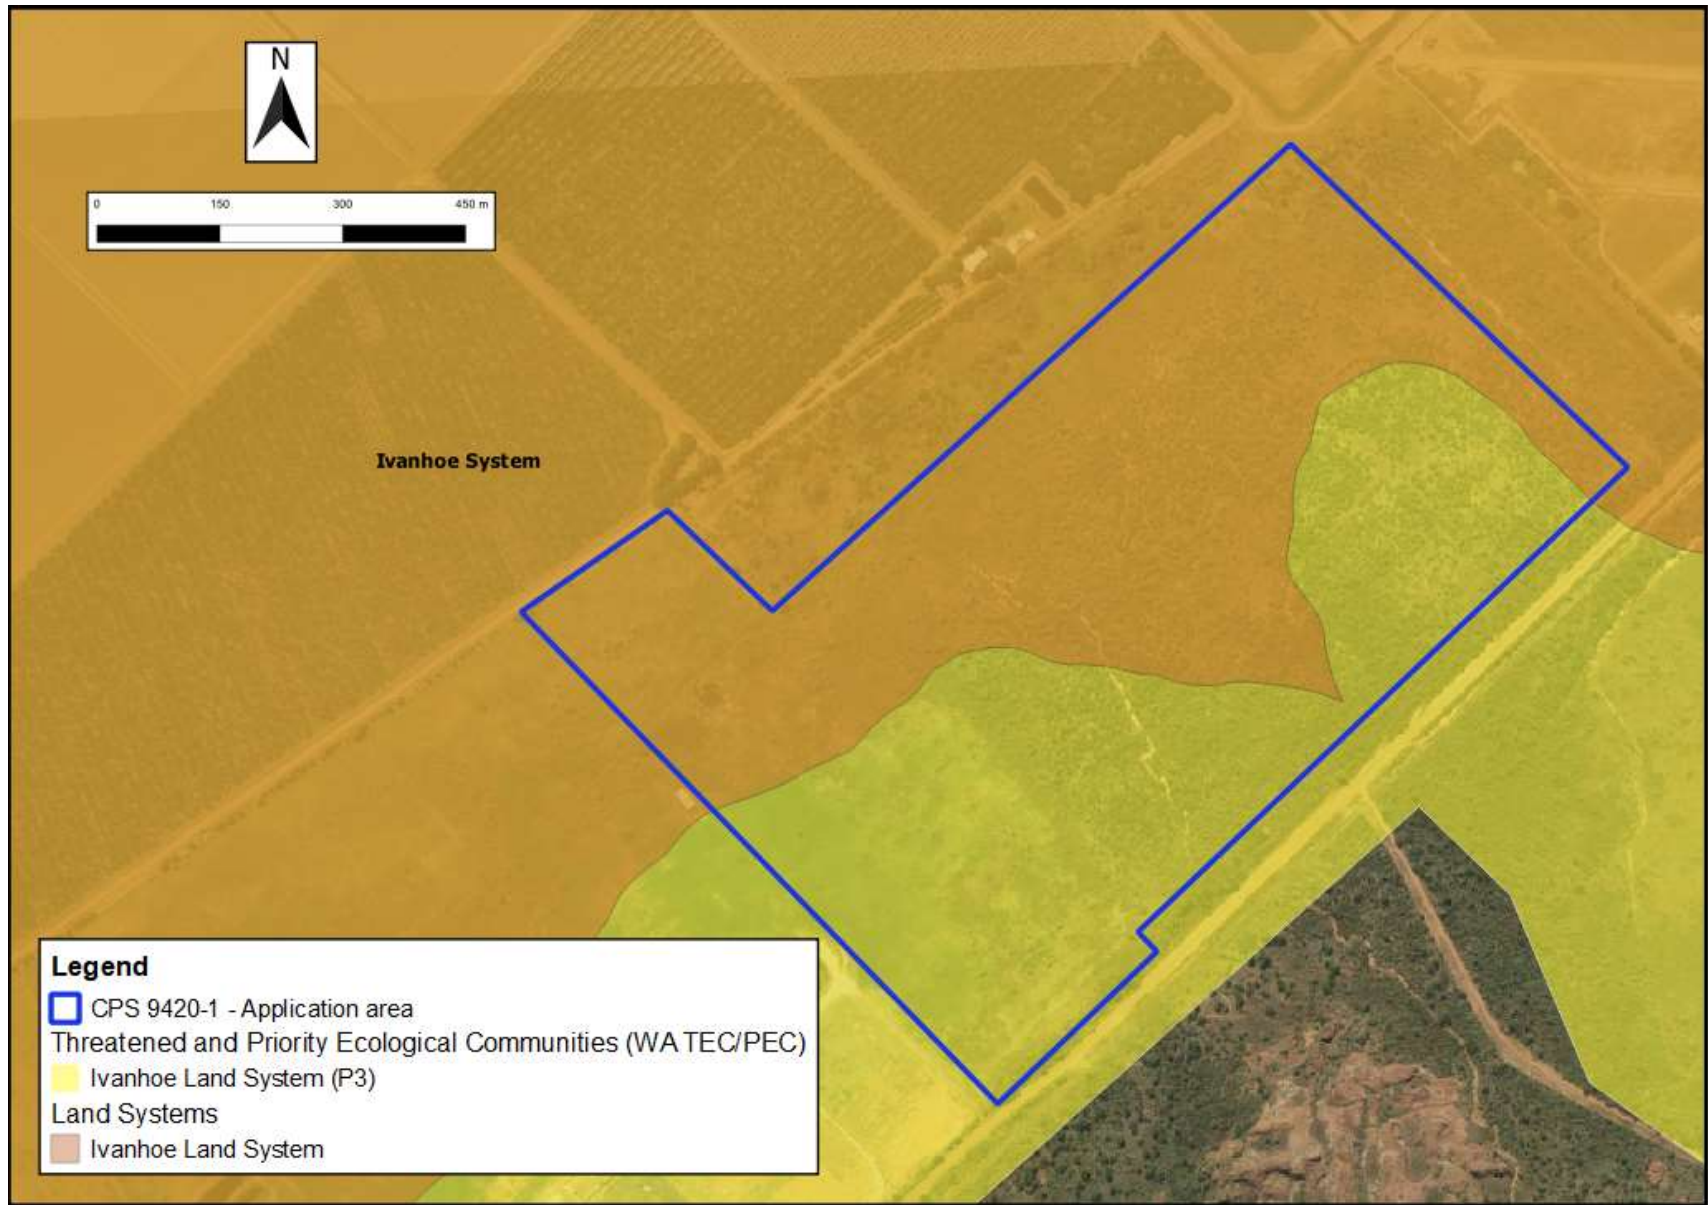 N
0 150 300 450 m
Ivanhoe System
Legend
CPS 9420-1 - Application area
Threatened and Priority Ecological Communities (WA TEC/PEC)
Ivanhoe Land System (P3)
Land Systems
Ivanhoe Land System